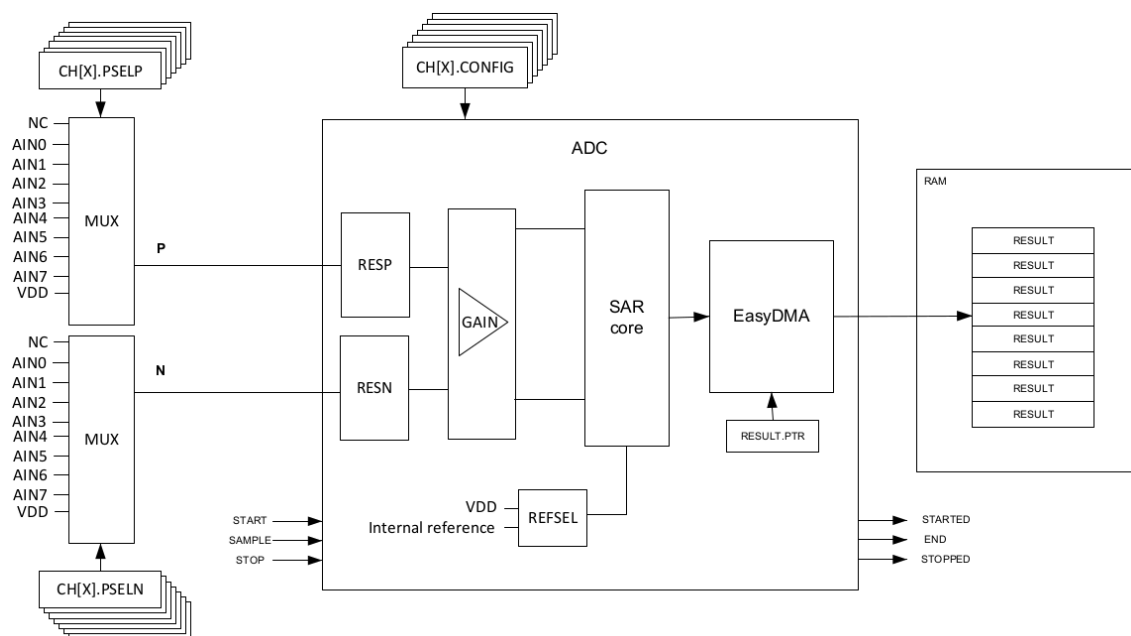 CH[X].PSELP
CH[X].CONFIG
NC
AIN0
AIN1
AIN2
AIN3
AIN4
AIN5
AIN6
AIN7
VDD
MUX
P
ADC
RESP
GAIN
SAR
core
EasyDMA
RAM
RESULT
RESULT
RESULT
RESULT
RESULT
RESULT
RESULT
RESULT
NC
AIN0
AIN1
AIN2
AIN3
AIN4
AIN5
AIN6
AIN7
VDD
MUX
N
RESN
RESULT.PTR
VDD
Internal reference
REFSEL
START
SAMPLE
STOP
STARTED
END
STOPPED
CH[X].PSELN